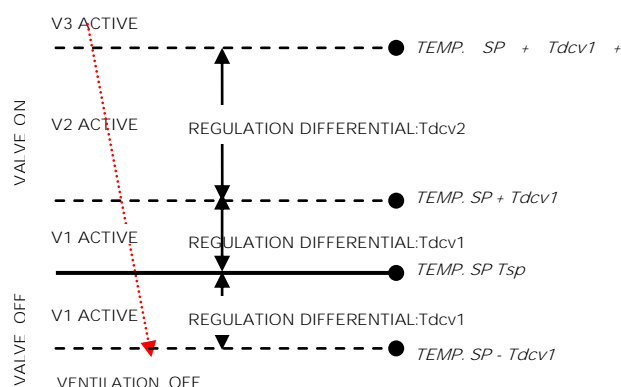 V3 ACTIVE
TEMP. SP + Tdcv1 +
VALVE ON
V2 ACTIVE
REGULATION DIFFERENTIAL:Tdcv2
TEMP. SP + Tdcv1
V1 ACTIVE
REGULATION DIFFERENTIAL:Tdcv1
TEMP. SP Tsp
VALVE OFF
V1 ACTIVE
REGULATION DIFFERENTIAL:Tdcv1
TEMP. SP - Tdcv1
VENTILATION OFF